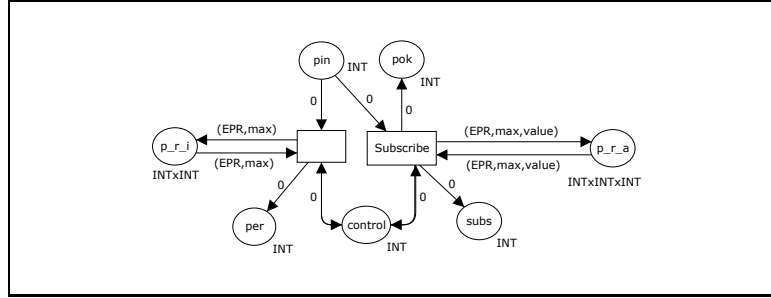 pin
INT
pok
INT
0
0
0
(EPR,max)
(EPR,max,value)
p_r_i
Subscribe
p_r_a
(EPR,max)
(EPR,max,value)
INTxINT
INTxINTxINT
0
0
0
0
per
control
subs
INT
INT
INT